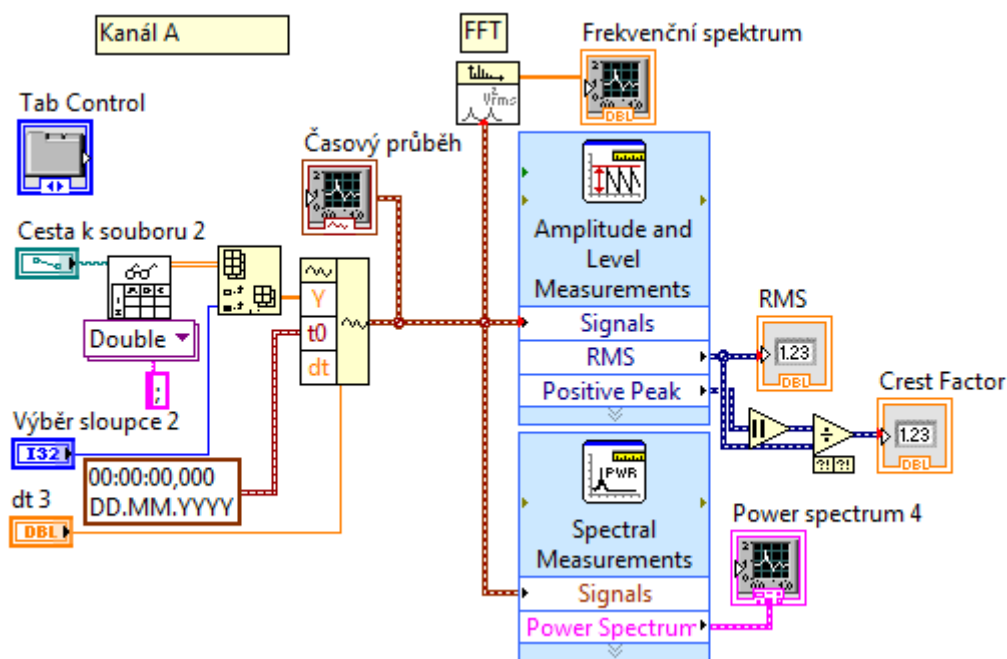 Kanál A
FFT
Frekvenční spektrum
DBL
Tab Control
Časový průběh
Cesta k souboru 2
Double
;
Y
t0
dt
Výběr sloupce 2
I32
00:00:00,000
DD.MM.YYYY
dt 3
DBL
Amplitude and
Level
Measurements
Signals
RMS
Positive Peak
RMS
1.23
DBL
Crest Factor
1.23
DBL
PWR
Spectral
Measurements
Signals
Power Spectrum
Power spectrum 4